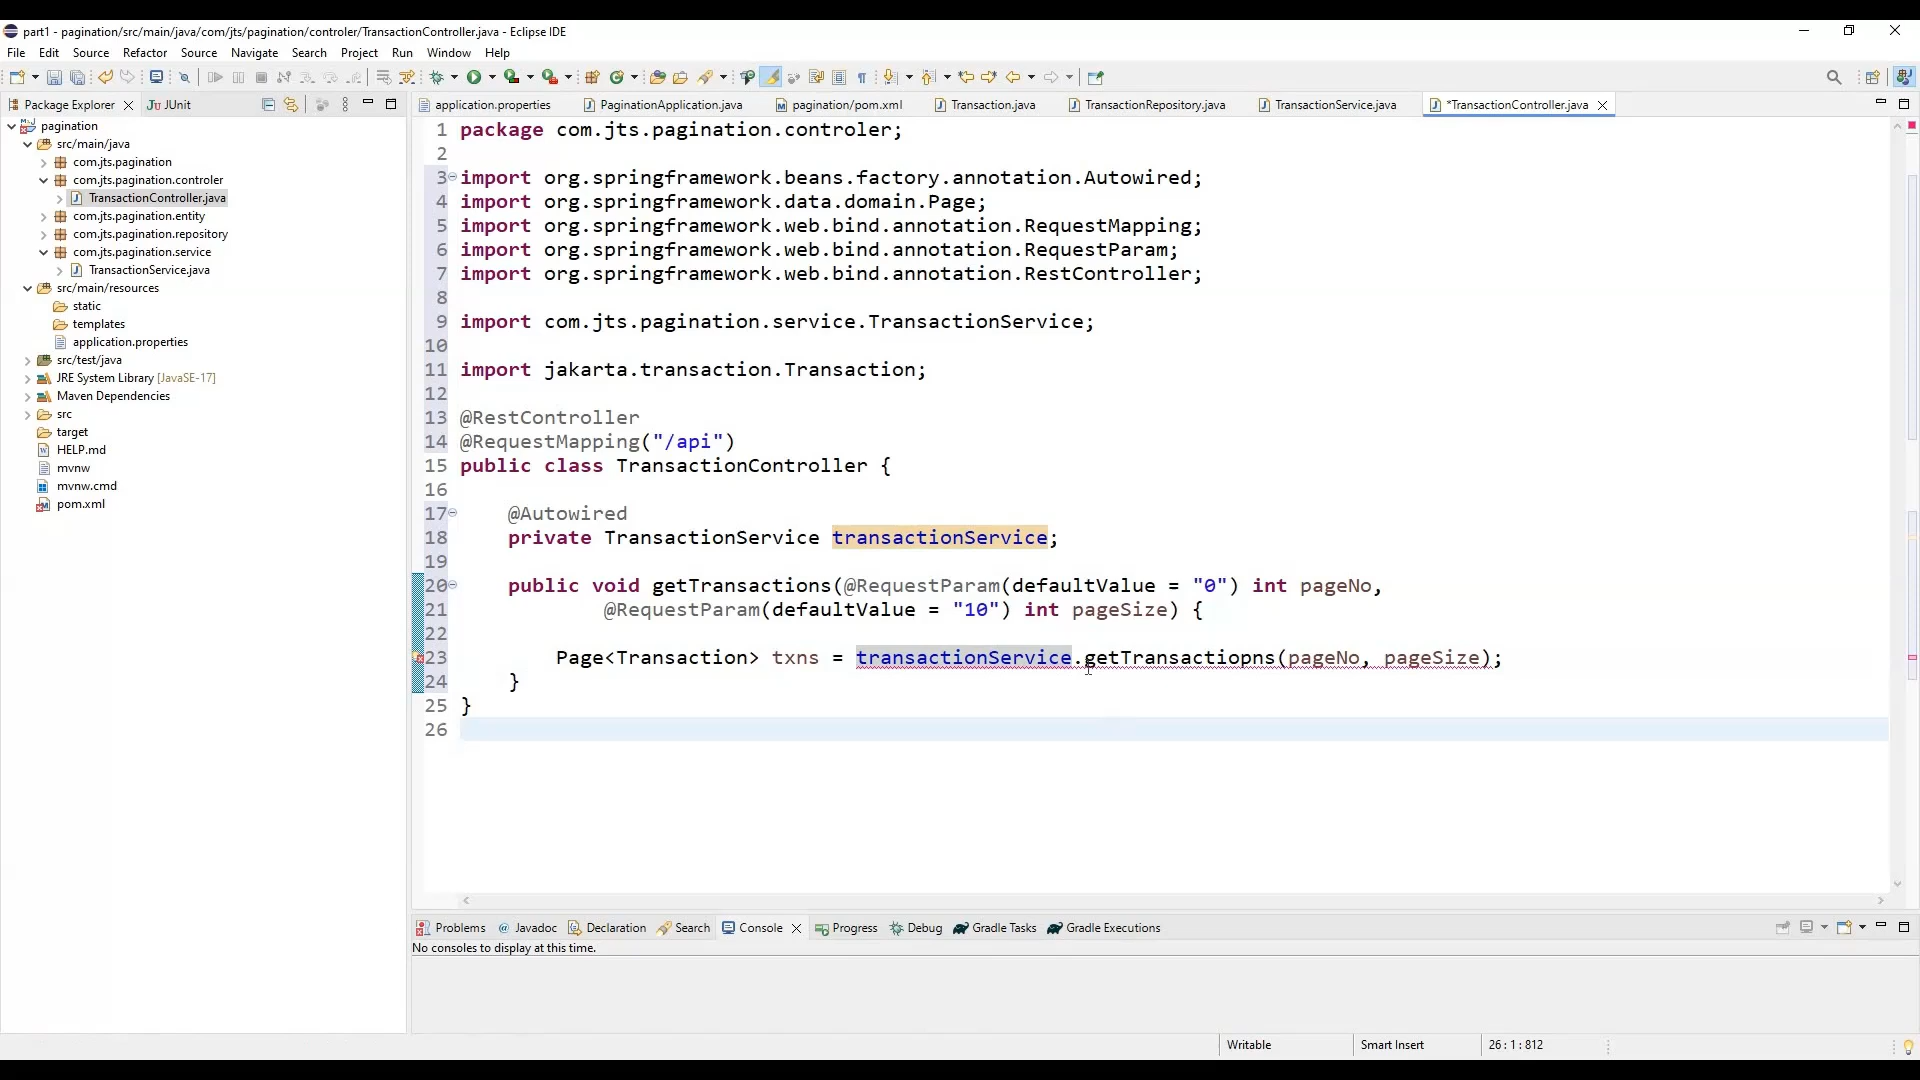 part1 - pagination/src/main/java/com/jts/pagination/controler/TransactionController.java - Eclipse IDE
File Edit Source Refactor Source Navigate Search Project Run Window Help
Package Explorer
Ju JUnit
application.properties
PaginationApplication.java
pagination/pom.xml
Transaction.java
TransactionRepository.java
TransactionService.java
*TransactionController.java
pagination
src/main/java
com.jts.pagination
com.jts.pagination.controler
TransactionController.java
com.jts.pagination.entity
com.jts.pagination.repository
com.jts.pagination.service
TransactionService.java
src/main/resources
static
templates
application.properties
src/test/java
JRE System Library [JavaSE-17]
Maven Dependencies
src
target
HELP.md
mvnw
mvnw.cmd
pom.xml
1 package com.jts.pagination.controler;
2
3 import org.springframework.beans.factory.annotation.Autowired;
4 import org.springframework.data.domain.Page;
5 import org.springframework.web.bind.annotation.RequestMapping;
6 import org.springframework.web.bind.annotation.RequestParam;
7 import org.springframework.web.bind.annotation.RestController;
8
9 import com.jts.pagination.service.TransactionService;
10
11 import jakarta.transaction.Transaction;
12
13 @RestController
14 @RequestMapping("/api")
15 public class TransactionController {
16
17 @Autowired
18 private TransactionService transactionService;
19
20 public void getTransactions(@RequestParam(defaultValue = "0") int pageNo,
21 @RequestParam(defaultValue = "10") int pageSize) {
22
23 Page<Transaction> txns = transactionService.getTransactiopns(pageNo, pageSize);
24 }
25 }
26
Problems @ Javadoc Declaration Search Console Progress Debug Gradle Tasks Gradle Executions
No consoles to display at this time.
Writable
Smart Insert
26 : 1 : 812